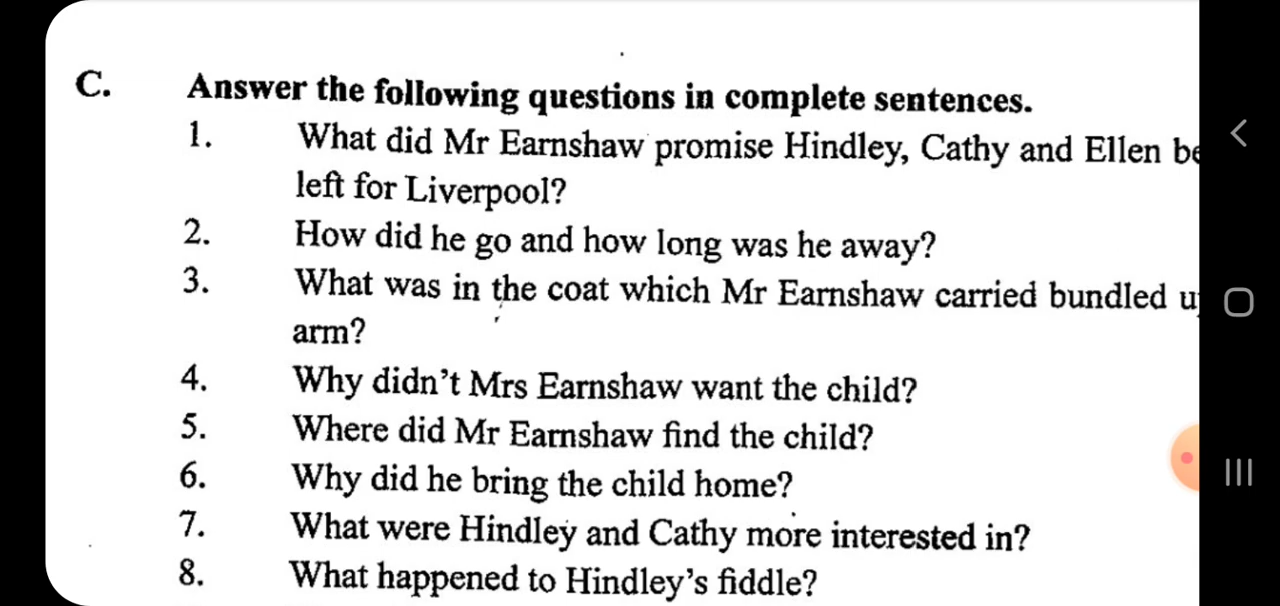 C. Answer the following questions in complete sentences.
1. What did Mr Earnshaw promise Hindley, Cathy and Ellen
left for Liverpool?
2. How did he go and how long was he away?
3. What was in the coat which Mr Earnshaw carried bundled
arm?
4. Why didn't Mrs Earnshaw want the child?
5. Where did Mr Earnshaw find the child?
6. Why did he bring the child home?
7. What were Hindley and Cathy more interested in?
8. What happened to Hindley's fiddle?